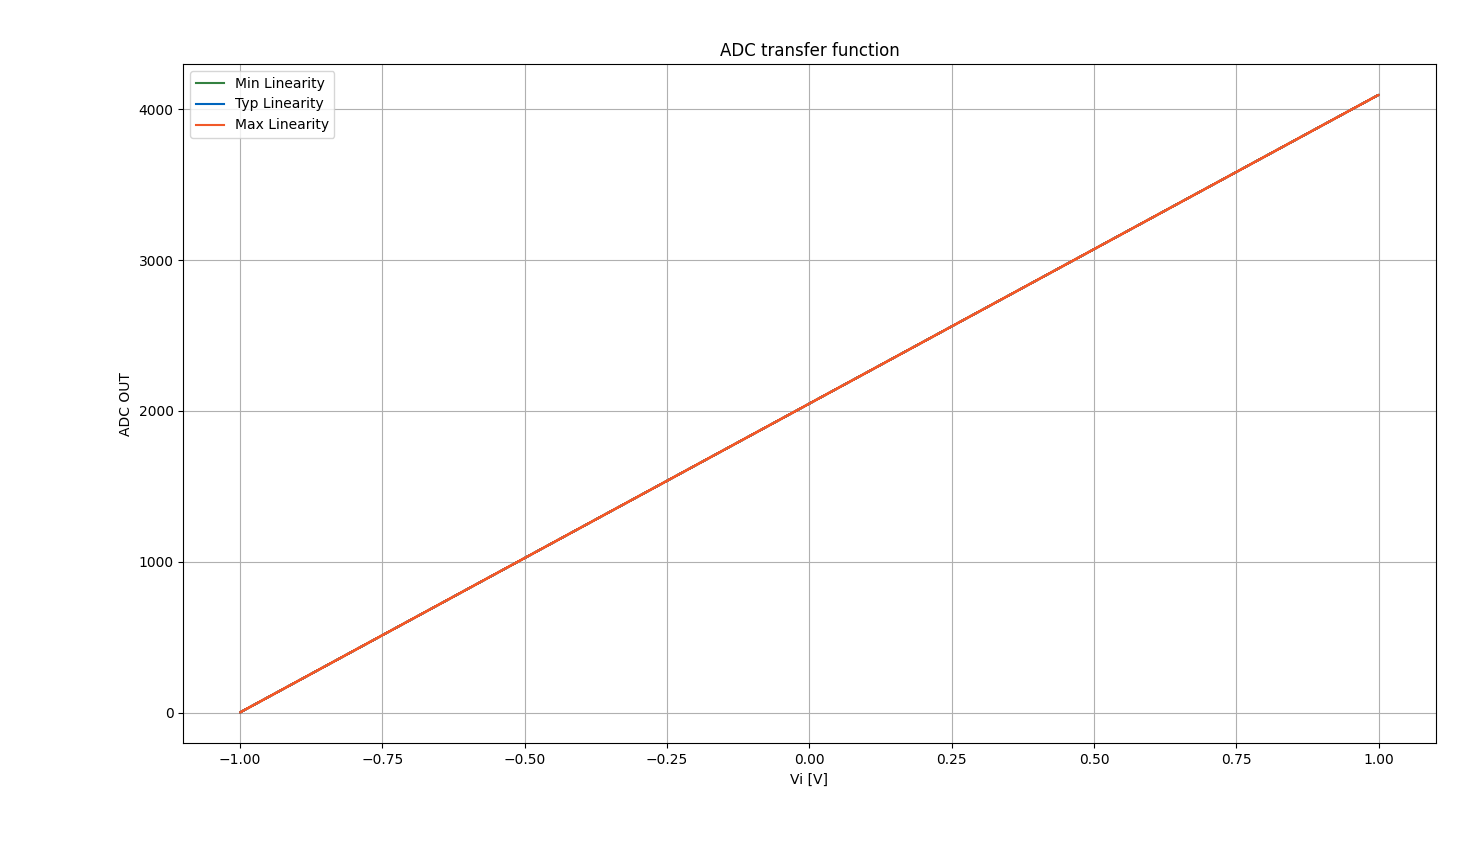 ADC transfer function
Min Linearity
Typ Linearity
Max Linearity
4000
3000
2000
1000
0
ADC OUT
−1.00 −0.75 −0.50 −0.25 0.00 0.25 0.50 0.75 1.00
Vi [V]